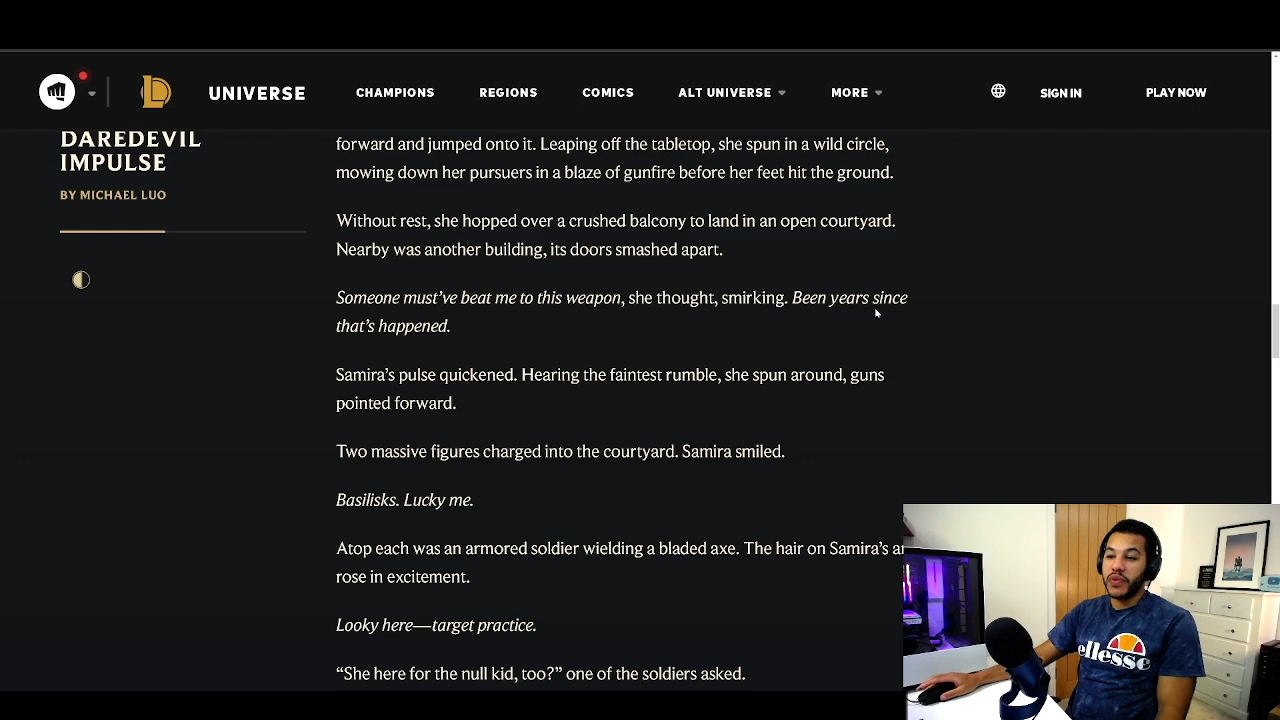 UNIVERSE
CHAMPIONS
REGIONS
COMICS
ALT UNIVERSE
MORE
SIGN IN
PLAY NOW
DAREDEVIL
IMPULSE
BY MICHAEL LUO
forward and jumped onto it. Leaping off the tabletop, she spun in a wild circle,
mowing down her pursuers in a blaze of gunfire before her feet hit the ground.
Without rest, she hopped over a crushed balcony to land in an open courtyard.
Nearby was another building, its doors smashed apart.
Someone must’ve beat me to this weapon, she thought, smirking. Been years since
that’s happened.
Samira’s pulse quickened. Hearing the faintest rumble, she spun around, guns
pointed forward.
Two massive figures charged into the courtyard. Samira smiled.
Basilisks. Lucky me.
Atop each was an armored soldier wielding a bladed axe. The hair on Samira’s
rose in excitement.
Looky here—target practice.
“She here for the null kid, too?” one of the soldiers asked.
ellesse